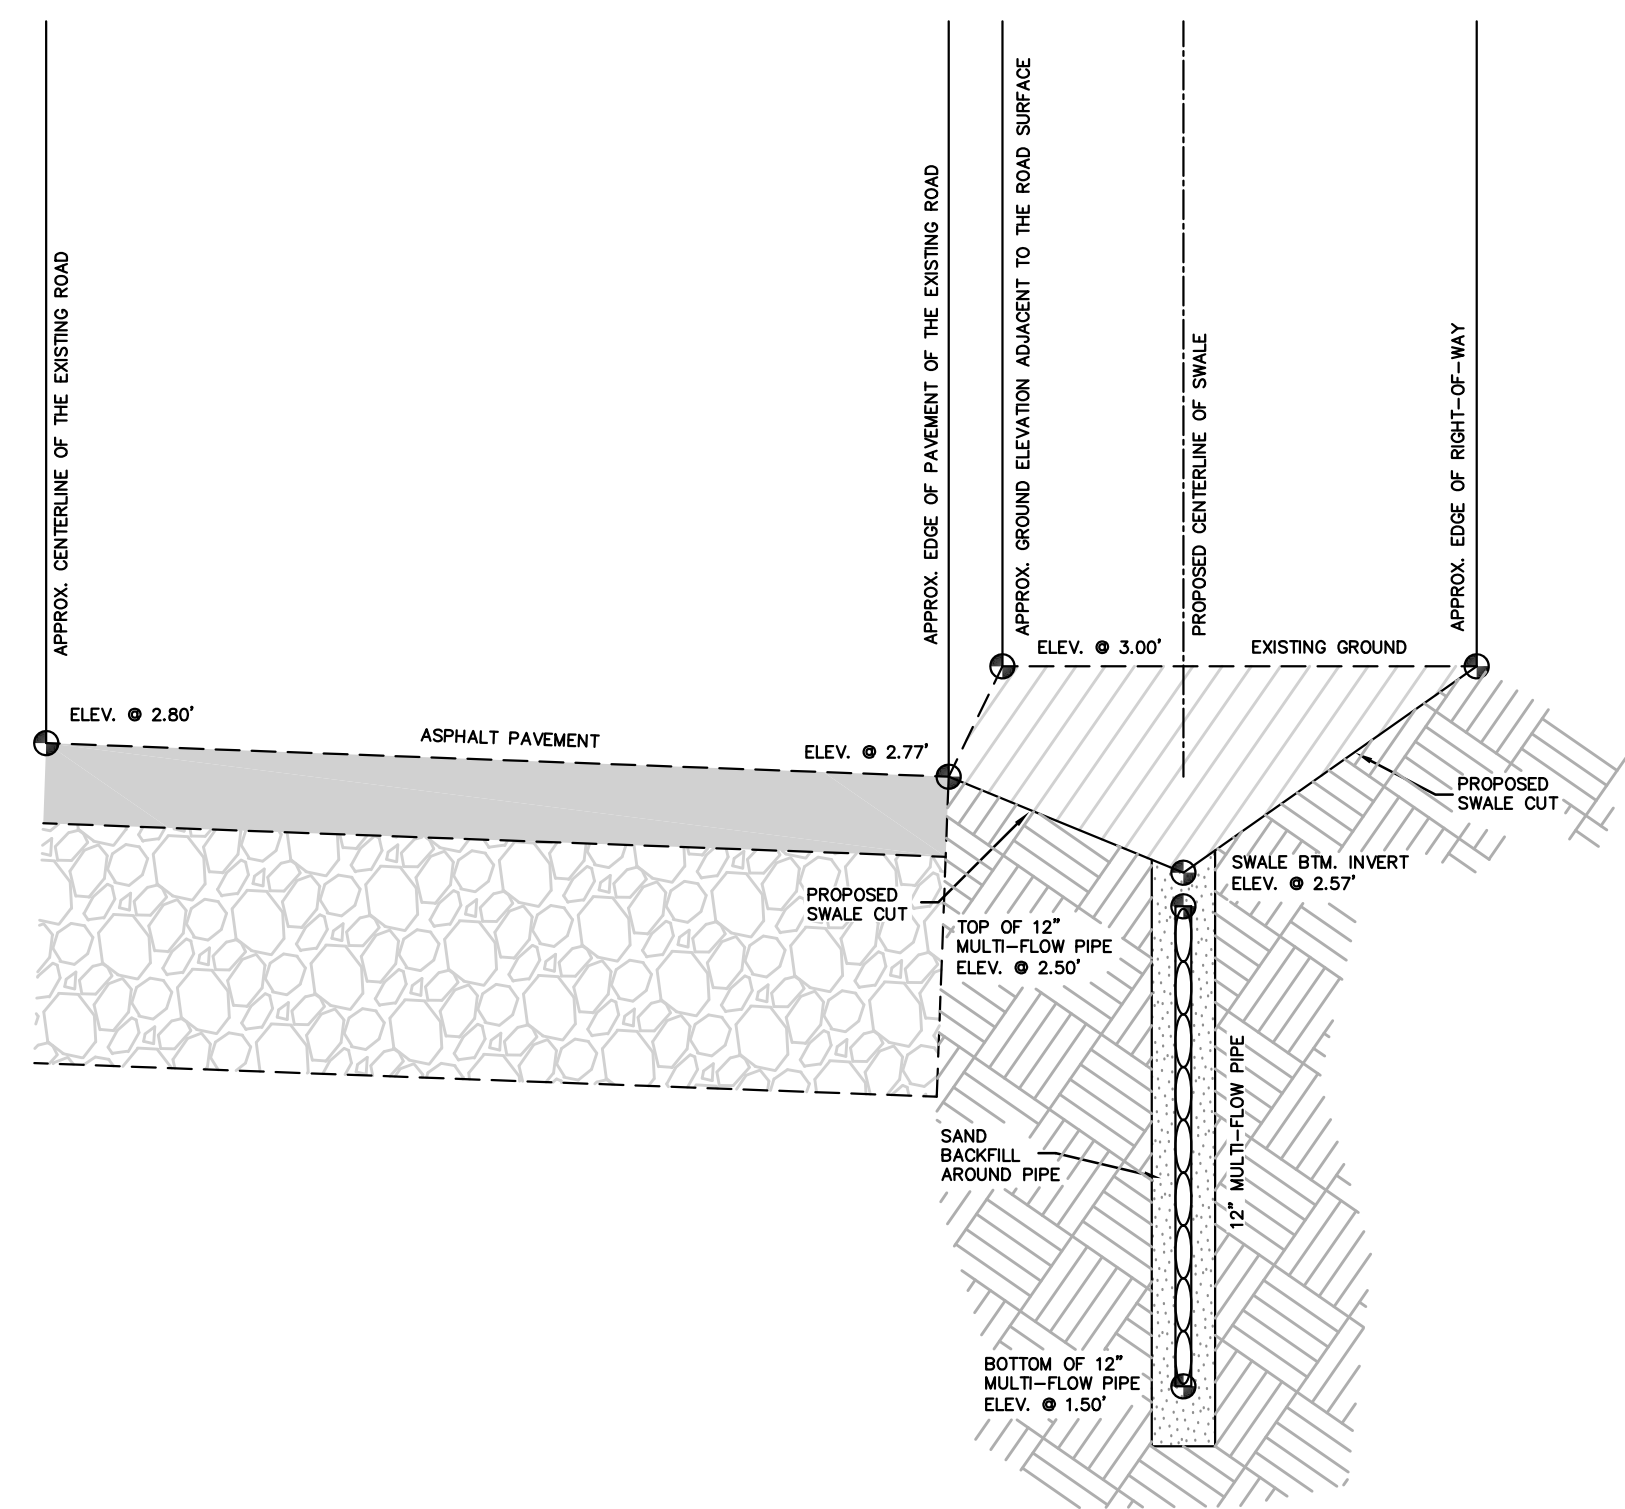 APPROX. CENTERLINE OF THE EXISTING ROAD
APPROX. EDGE OF PAVEMENT OF THE EXISTING ROAD
APPROX. GROUND ELEVATION ADJACENT TO THE ROAD SURFACE
PROPOSED CENTERLINE OF SWALE
APPROX. EDGE OF RIGHT-OF-WAY
ELEV. @ 3.00'
EXISTING GROUND
ELEV. @ 2.80'
ASPHALT PAVEMENT
ELEV. @ 2.77'
PROPOSED
SWALE CUT
SWALE BTM. INVERT
ELEV. @ 2.57'
PROPOSED
SWALE CUT
TOP OF 12"
MULTI-FLOW PIPE
ELEV. @ 2.50'
12" MULTI-FLOW PIPE
SAND
BACKFILL
AROUND PIPE
BOTTOM OF 12"
MULTI-FLOW PIPE
ELEV. @ 1.50'